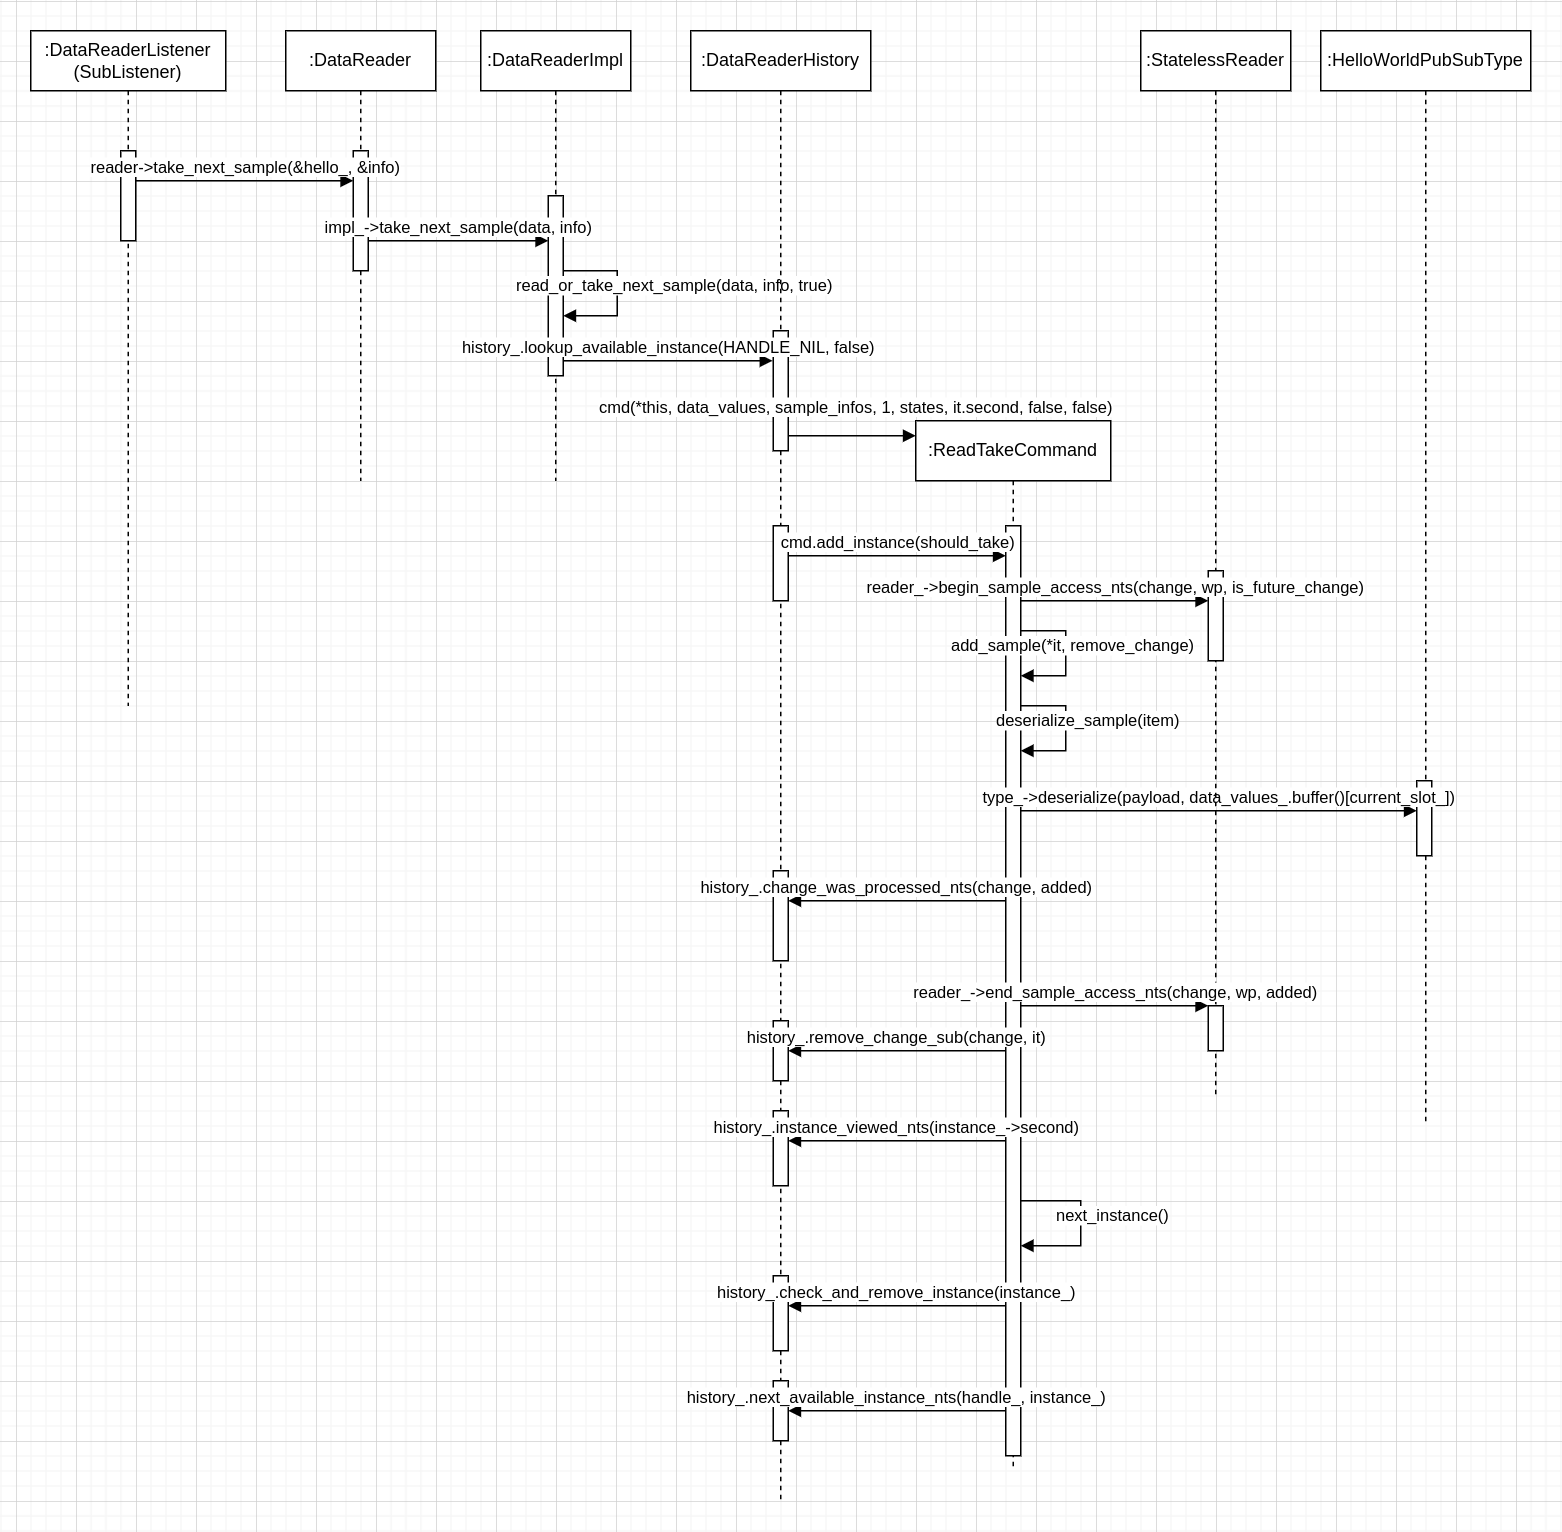 :DataReaderListener
(SubListener)
:DataReader
:DataReaderImpl
:DataReaderHistory
:StatelessReader
:HelloWorldPubSubType
reader->take_next_sample(&hello_, &info)
impl_->take_next_sample(data, info)
read_or_take_next_sample(data, info, true)
history_.lookup_available_instance(HANDLE_NIL, false)
cmd(*this, data_values, sample_infos, 1, states, it.second, false, false)
:ReadTakeCommand
cmd.add_instance(should_take)
reader_->begin_sample_access_nts(change, wp, is_future_change)
add_sample(*it, remove_change)
deserialize_sample(item)
type_->deserialize(payload, data_values_.buffer()[current_slot_])
history_.change_was_processed_nts(change, added)
reader_->end_sample_access_nts(change, wp, added)
history_.remove_change_sub(change, it)
history_.instance_viewed_nts(instance_->second)
next_instance()
history_.check_and_remove_instance(instance_)
history_.next_available_instance_nts(handle_, instance_)